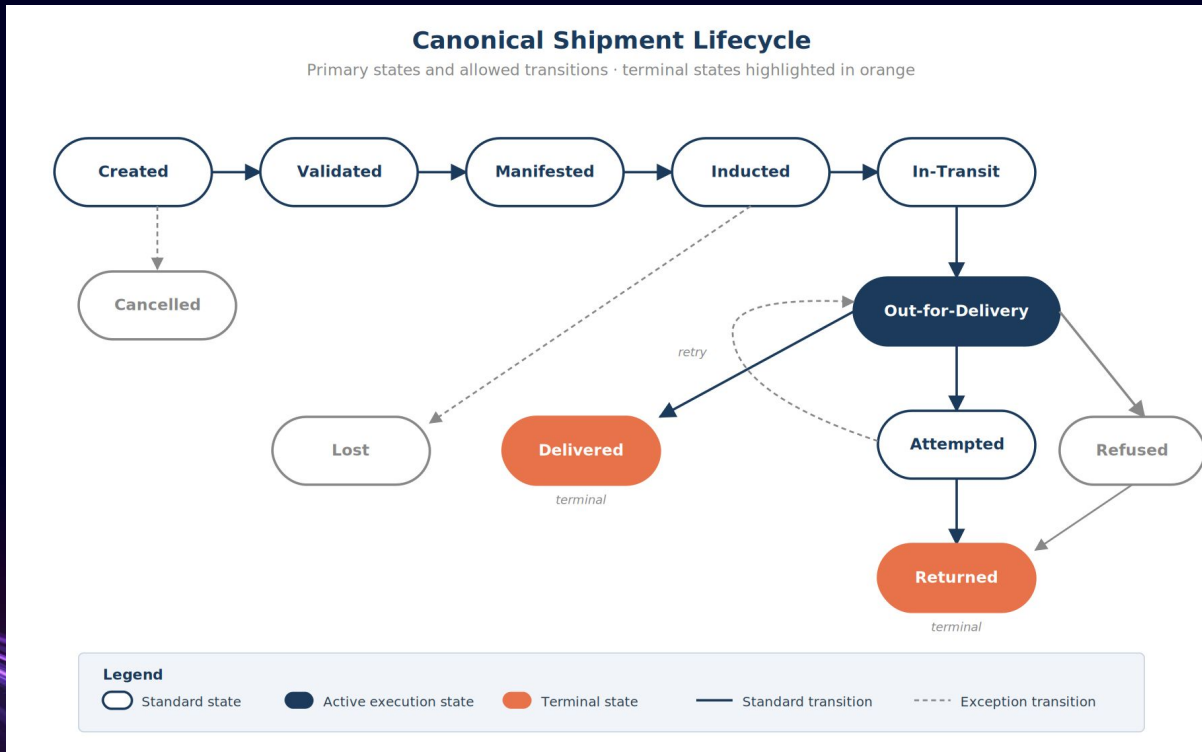 Canonical Shipment Lifecycle
Primary states and allowed transitions · terminal states highlighted in orange
Created
Validated
Manifested
Inducted
In-Transit
Cancelled
Out-for-Delivery
retry
Lost
Delivered
Attempted
Refused
terminal
Returned
terminal
Legend
Standard state
Active execution state
Terminal state
Standard transition
Exception transition